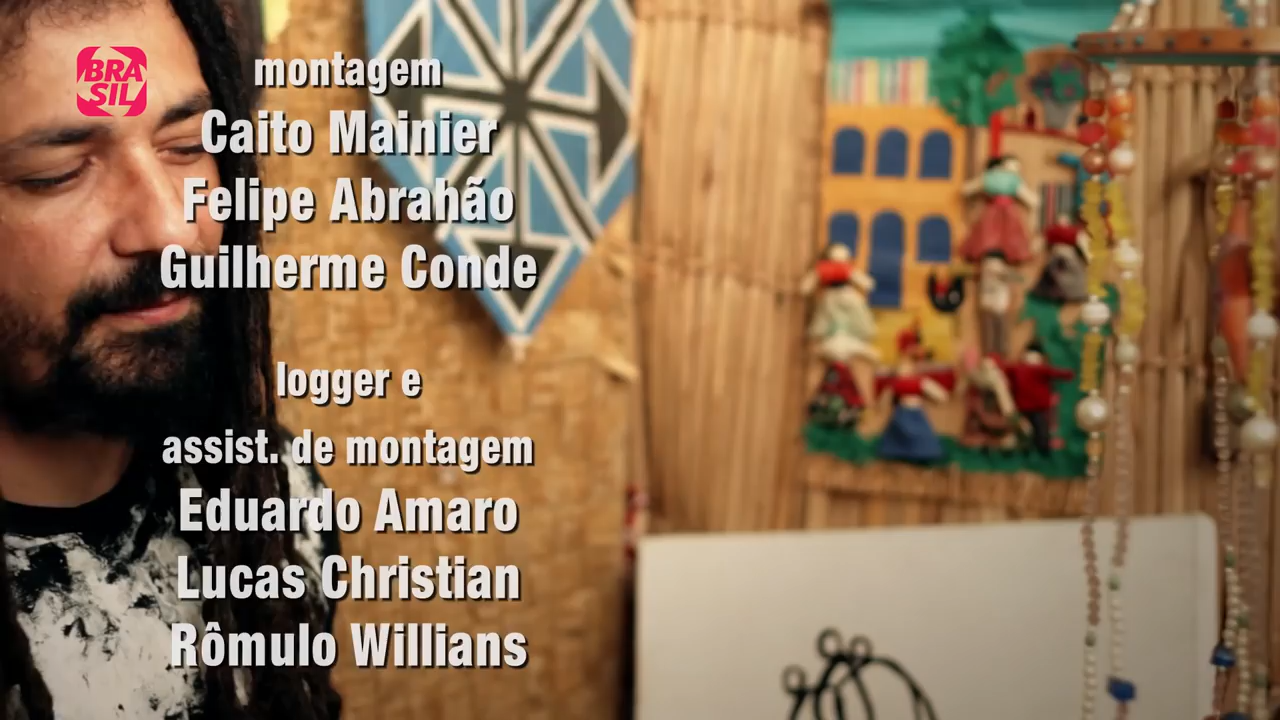 BRA
SIL
montagem
Caito Mainier
Felipe Abrahão
Guilherme Conde
logger e
assist. de montagem
Eduardo Amaro
Lucas Christian
Rômulo Willians